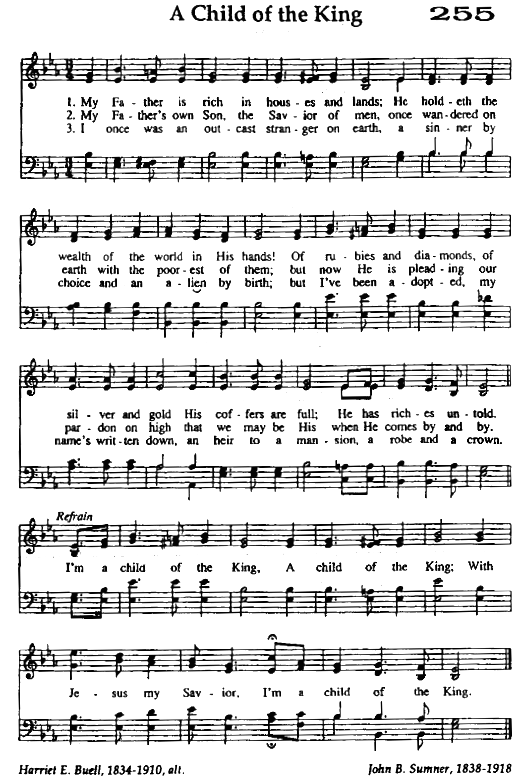 A Child of the King 255
1. My Fa - ther is rich in hous - es and lands; He hold - eth the
2. My Fa - ther's own Son, the Sav - ior of men, once wan - dered on
3. I once was an out - cast stran - ger on earth, a sin - ner by
wealth of the world in His hands! Of ru - bies and dia - monds, of
earth with the poor - est of them; but now He is plead - ing our
choice and an a - lien by birth; but I've been a - dopt - ed, my
sil - ver and gold His cof - fers are full; He has rich - es un - told.
par - don on high that we may be His when He comes by and by.
name's writ - ten down, an heir to a man - sion, a robe and a crown.
Refrain
I'm a child of the King, A child of the King; With
Je - sus my Sav - ior, I'm a child of the King.
Harriet E. Buell, 1834-1910, alt. John B. Sumner, 1838-1918